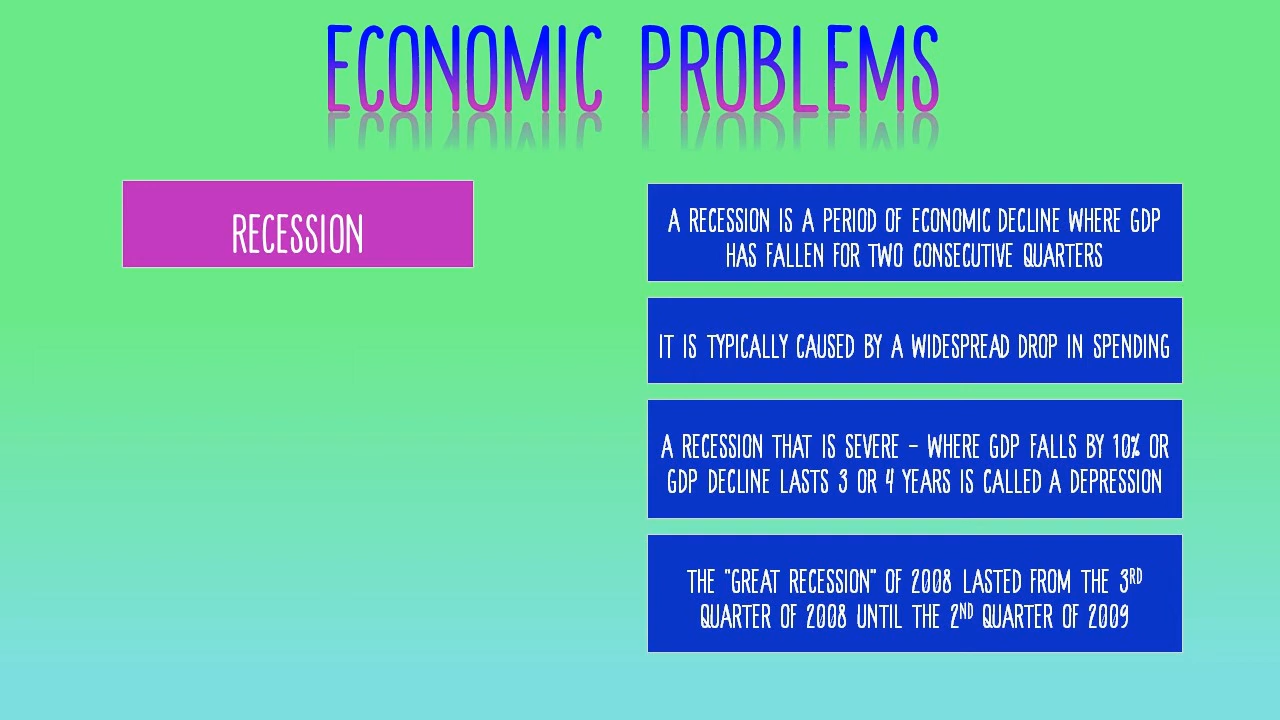 ECONOMIC PROBLEMS
RECESSION
A RECESSION IS A PERIOD OF ECONOMIC DECLINE WHERE GDP
HAS FALLEN FOR TWO CONSECUTIVE QUARTERS
IT IS TYPICALLY CAUSED BY A WIDESPREAD DROP IN SPENDING
A RECESSION THAT IS SEVERE – WHERE GDP FALLS BY 10% OR
GDP DECLINE LASTS 3 OR 4 YEARS IS CALLED A DEPRESSION
THE "GREAT RECESSION" OF 2008 LASTED FROM THE 3RD
QUARTER OF 2008 UNTIL THE 2ND QUARTER OF 2009